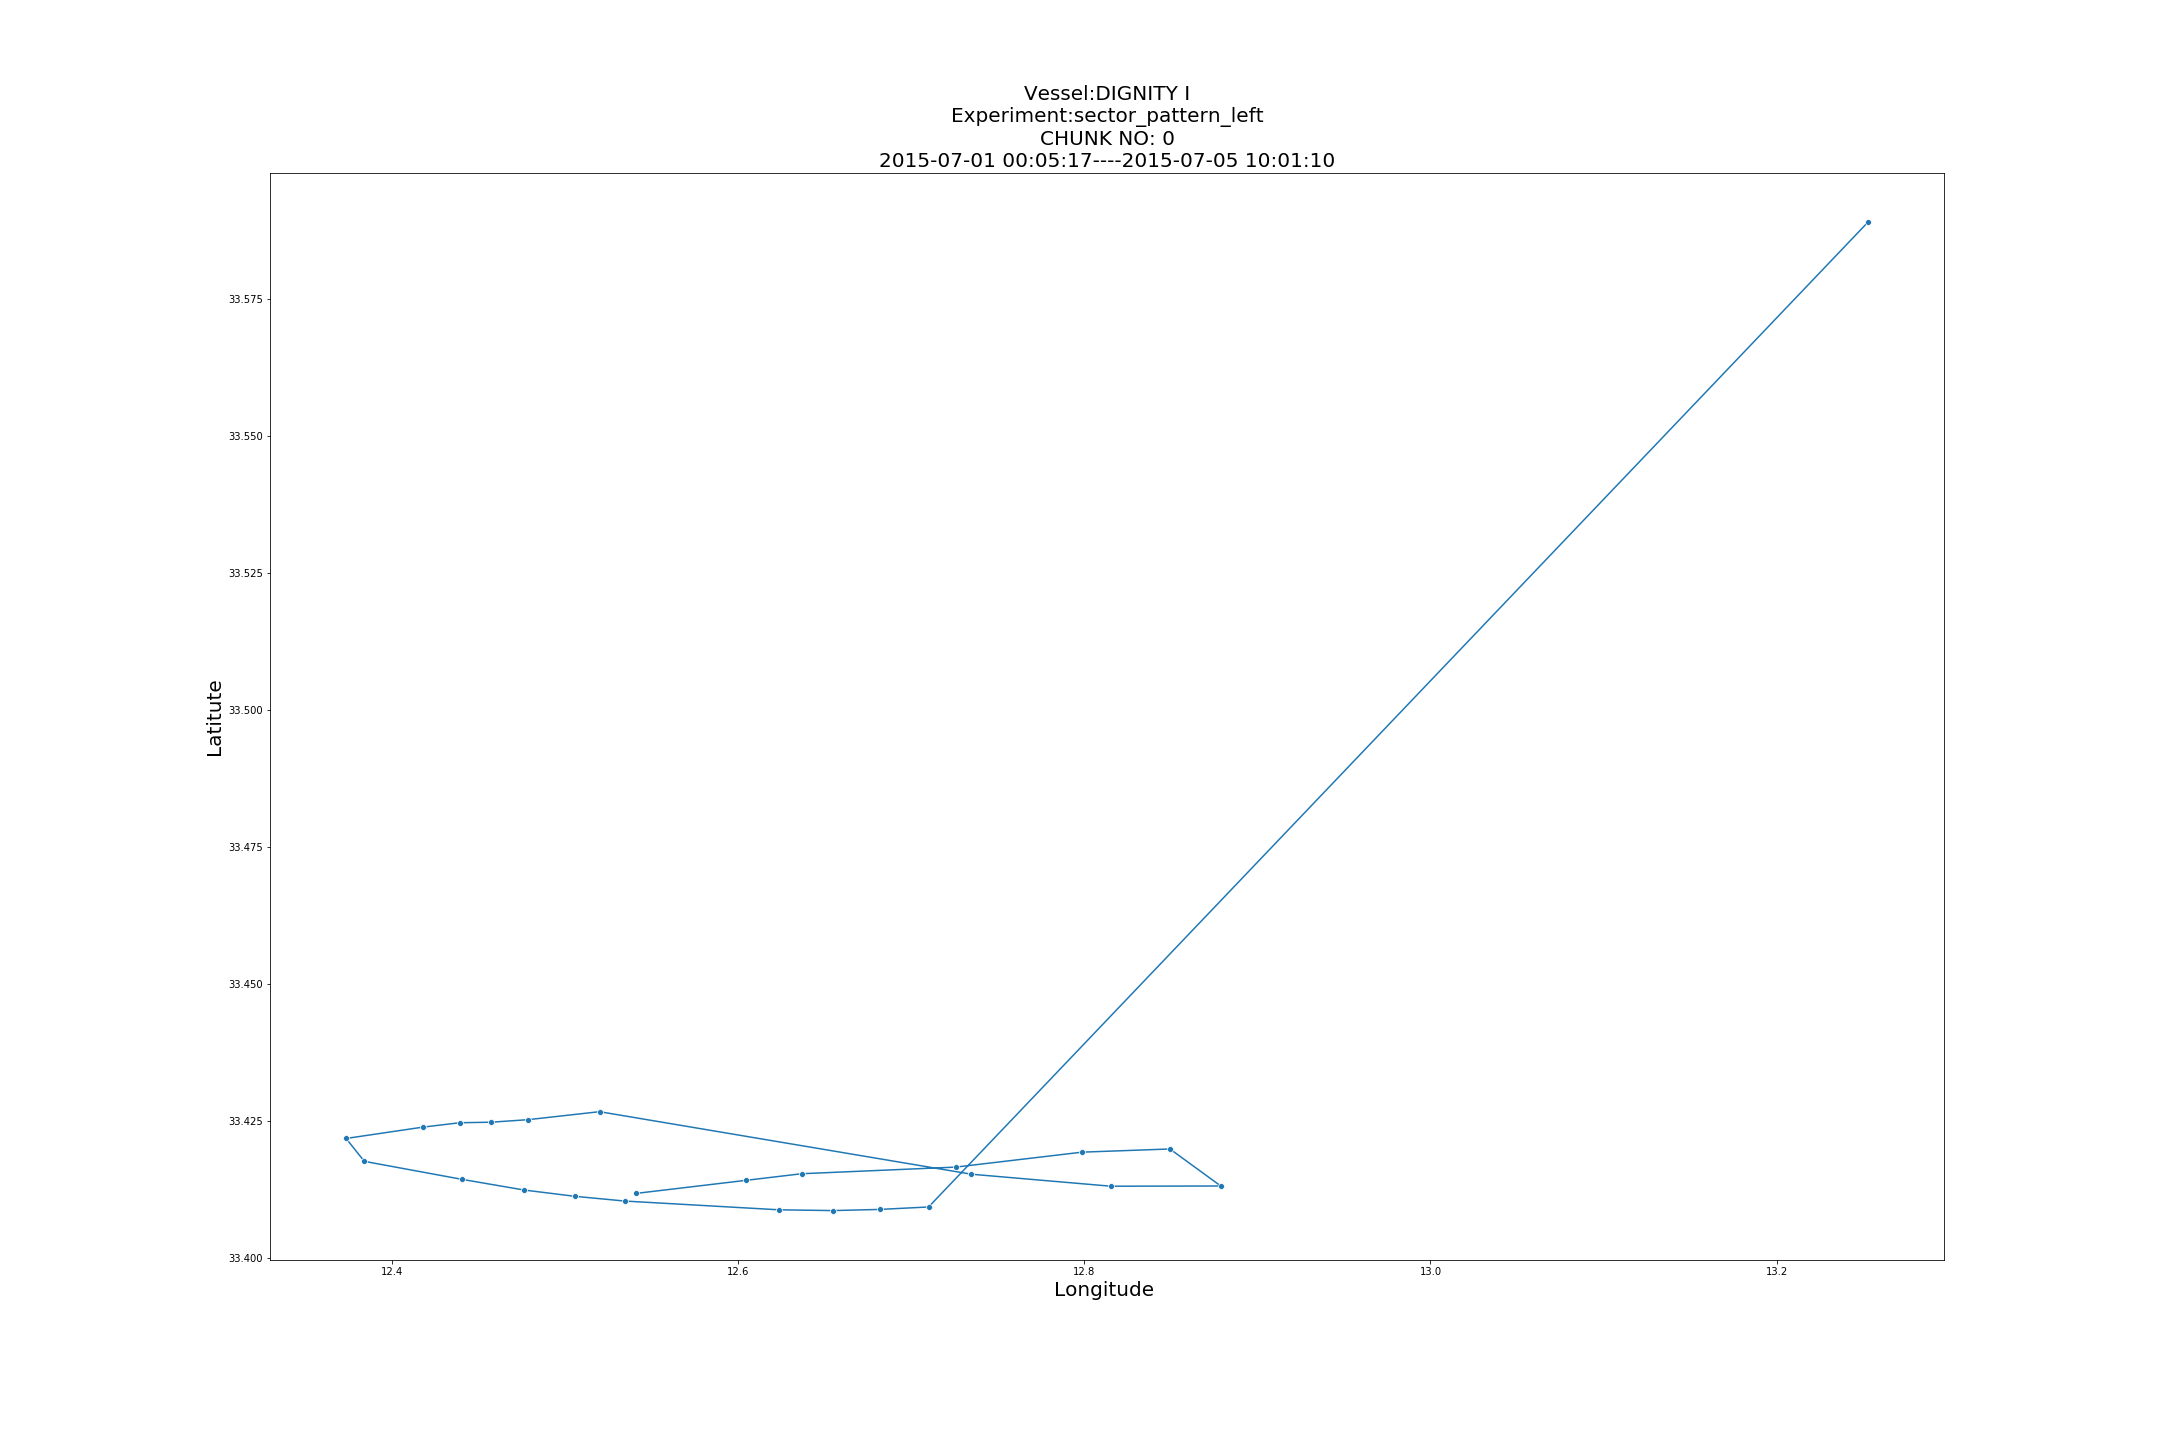 Vessel:DIGNITY I
Experiment:sector_pattern_left
CHUNK NO: 0
2015-07-01 00:05:17----2015-07-05 10:01:10
33.575
33.550
33.525
33.500
33.475
33.450
33.425
33.400
Latitute
12.4 12.6 12.8 13.0 13.2
Longitude